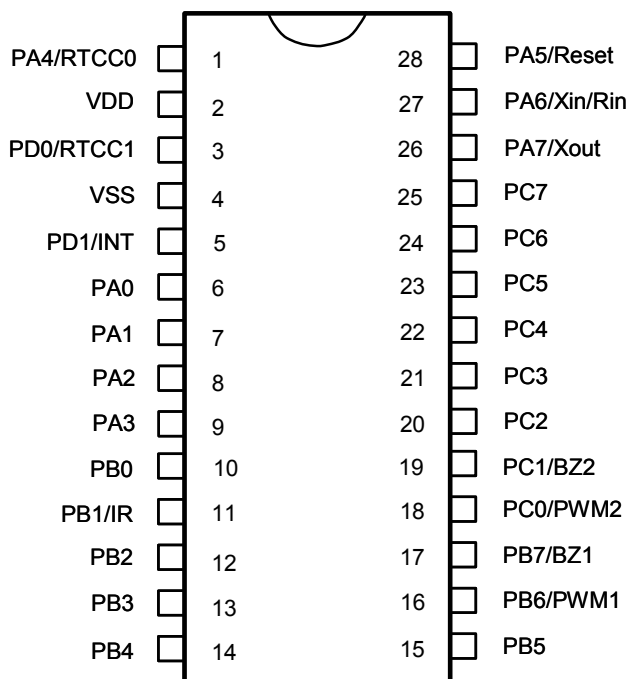 PA4/RTCC0 1 28 PA5/Reset
VDD 2 27 PA6/Xin/Rin
PD0/RTCC1 3 26 PA7/Xout
VSS 4 25 PC7
PD1/INT 5 24 PC6
PA0 6 23 PC5
PA1 7 22 PC4
PA2 8 21 PC3
PA3 9 20 PC2
PB0 10 19 PC1/BZ2
PB1/IR 11 18 PC0/PWM2
PB2 12 17 PB7/BZ1
PB3 13 16 PB6/PWM1
PB4 14 15 PB5